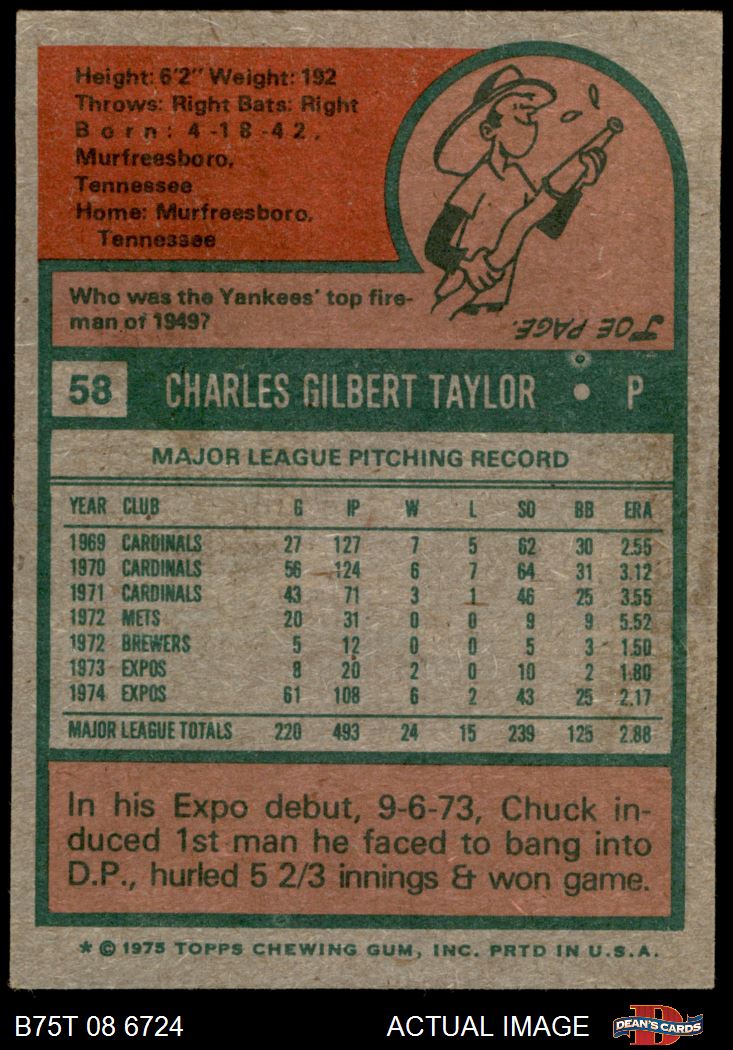 Height: 6'2" Weight: 192
Throws: Right Bats: Right
Born: 4-18-42,
Murfreesboro,
Tennessee
Home: Murfreesboro,
Tennessee
Who was the Yankees' top fire-
man of 1949?
JOE PAGE.
58 CHARLES GILBERT TAYLOR • P
MAJOR LEAGUE PITCHING RECORD
YEAR CLUB G IP W L SO BB ERA
1969 CARDINALS 27 127 7 5 62 30 2.55
1970 CARDINALS 56 124 6 7 64 31 3.12
1971 CARDINALS 43 71 3 1 46 25 3.55
1972 METS 20 31 0 0 9 9 5.52
1972 BREWERS 5 12 0 0 5 3 1.50
1973 EXPOS 8 20 2 0 10 2 1.80
1974 EXPOS 61 108 6 2 43 25 2.17
MAJOR LEAGUE TOTALS 220 493 24 15 239 125 2.88
In his Expo debut, 9-6-73, Chuck in-
duced 1st man he faced to bang into
D.P., hurled 5 2/3 innings & won game.
* © 1975 TOPPS CHEWING GUM, INC. PRTD IN U.S.A.
B75T 08 6724 ACTUAL IMAGE D DEAN'S CARDS